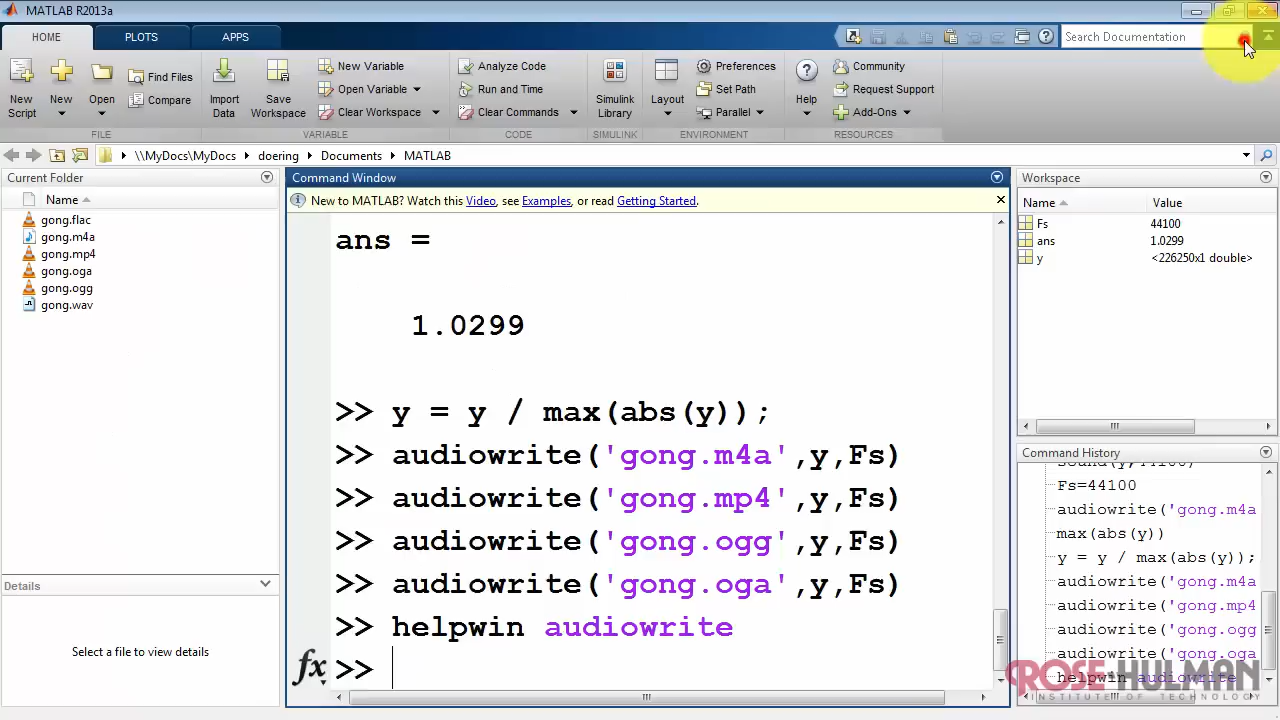 MATLAB R2013a
HOME PLOTS APPS
Search Documentation
New Script
New
Open
Find Files
Compare
Import Data
Save Workspace
New Variable
Open Variable
Clear Workspace
Analyze Code
Run and Time
Clear Commands
Simulink Library
Layout
Preferences
Set Path
Parallel
Help
Community
Request Support
Add-Ons
FILE VARIABLE CODE SIMULINK ENVIRONMENT RESOURCES
\\MyDocs\MyDocs doering Documents MATLAB
Current Folder
Name
gong.flac
gong.m4a
gong.mp4
gong.oga
gong.ogg
gong.wav
Details
Select a file to view details
Command Window
New to MATLAB? Watch this Video, see Examples, or read Getting Started.
ans =
1.0299
>> y = y / max(abs(y));
>> audiowrite('gong.m4a',y,Fs)
>> audiowrite('gong.mp4',y,Fs)
>> audiowrite('gong.ogg',y,Fs)
>> audiowrite('gong.oga',y,Fs)
>> helpwin audiowrite
fx >>
Workspace
Name Value
Fs 44100
ans 1.0299
y <226250x1 double>
Command History
sound(y,44100)
Fs=44100
audiowrite('gong.m4a
max(abs(y))
y = y / max(abs(y));
audiowrite('gong.m4a
audiowrite('gong.mp4
audiowrite('gong.ogg
audiowrite('gong.oga
helpwin audiowrite
ROSE-HULMAN
INSTITUTE OF TECHNOLOGY